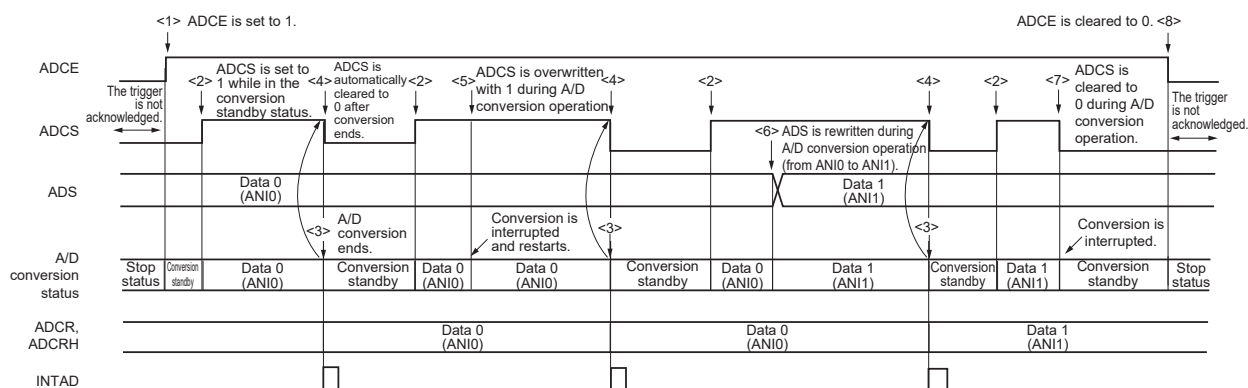 <1> ADCE is set to 1.
ADCE is cleared to 0. <8>
ADCE
The trigger
is not
acknowledged.
<2>
ADCS is set to
1 while in the
conversion
standby status.
<4>
ADCS is
automatically
cleared to
0 after
conversion
ends.
<2>
<5>
ADCS is overwritten
with 1 during A/D
conversion operation
<4>
<2>
<4>
<2>
<7>
ADCS is
cleared to
0 during A/D
conversion
operation.
The trigger
is not
acknowledged.
ADCS
<6> ADS is rewritten during
A/D conversion operation
(from ANI0 to ANI1).
ADS
Data 0
(ANI0)
Data 1
(ANI1)
<3>
A/D
conversion
ends.
Conversion is
interrupted
and restarts.
<3>
<3>
Conversion is
interrupted.
A/D
conversion
status
Stop
status
Conversion
standby
Data 0
(ANI0)
Conversion
standby
Data 0
(ANI0)
Data 0
(ANI0)
Conversion
standby
Data 0
(ANI0)
Data 1
(ANI1)
Conversion
standby
Data 1
(ANI1)
Conversion
standby
Stop
status
ADCR,
ADCRH
Data 0
(ANI0)
Data 0
(ANI0)
Data 1
(ANI1)
INTAD